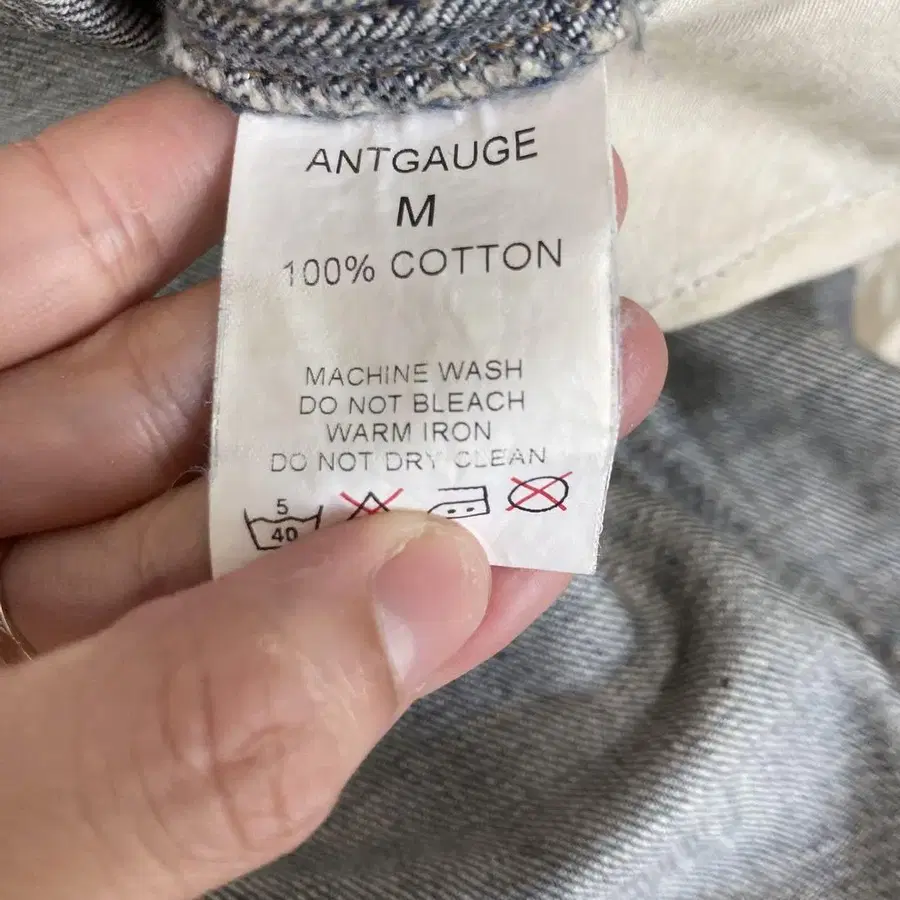 ANTGAUGE
M
100% COTTON
MACHINE WASH
DO NOT BLEACH
WARM IRON
DO NOT DRY CLEAN
5
40